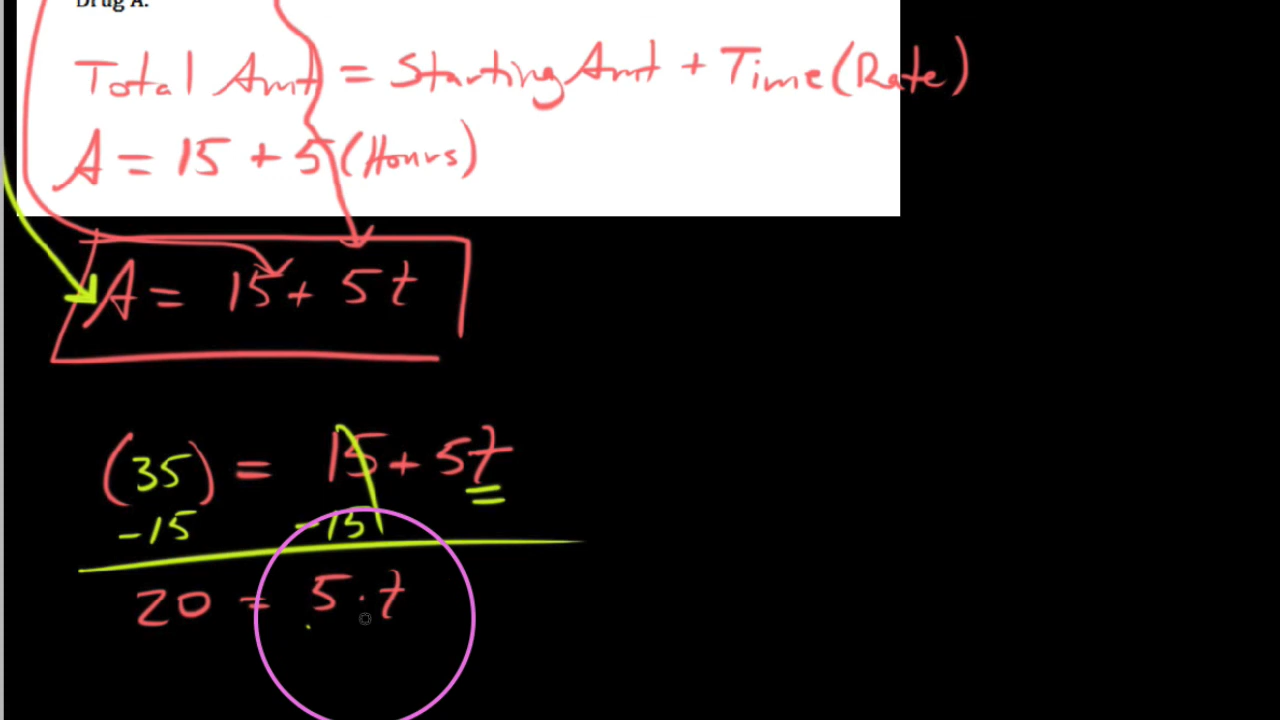 Drug A.
Total Amt = Starting Amt + Time (Rate)
A = 15 + 5 (Hours)
A = 15 + 5t
(35) = 15 + 5t
-15 -15
20 = 5·t